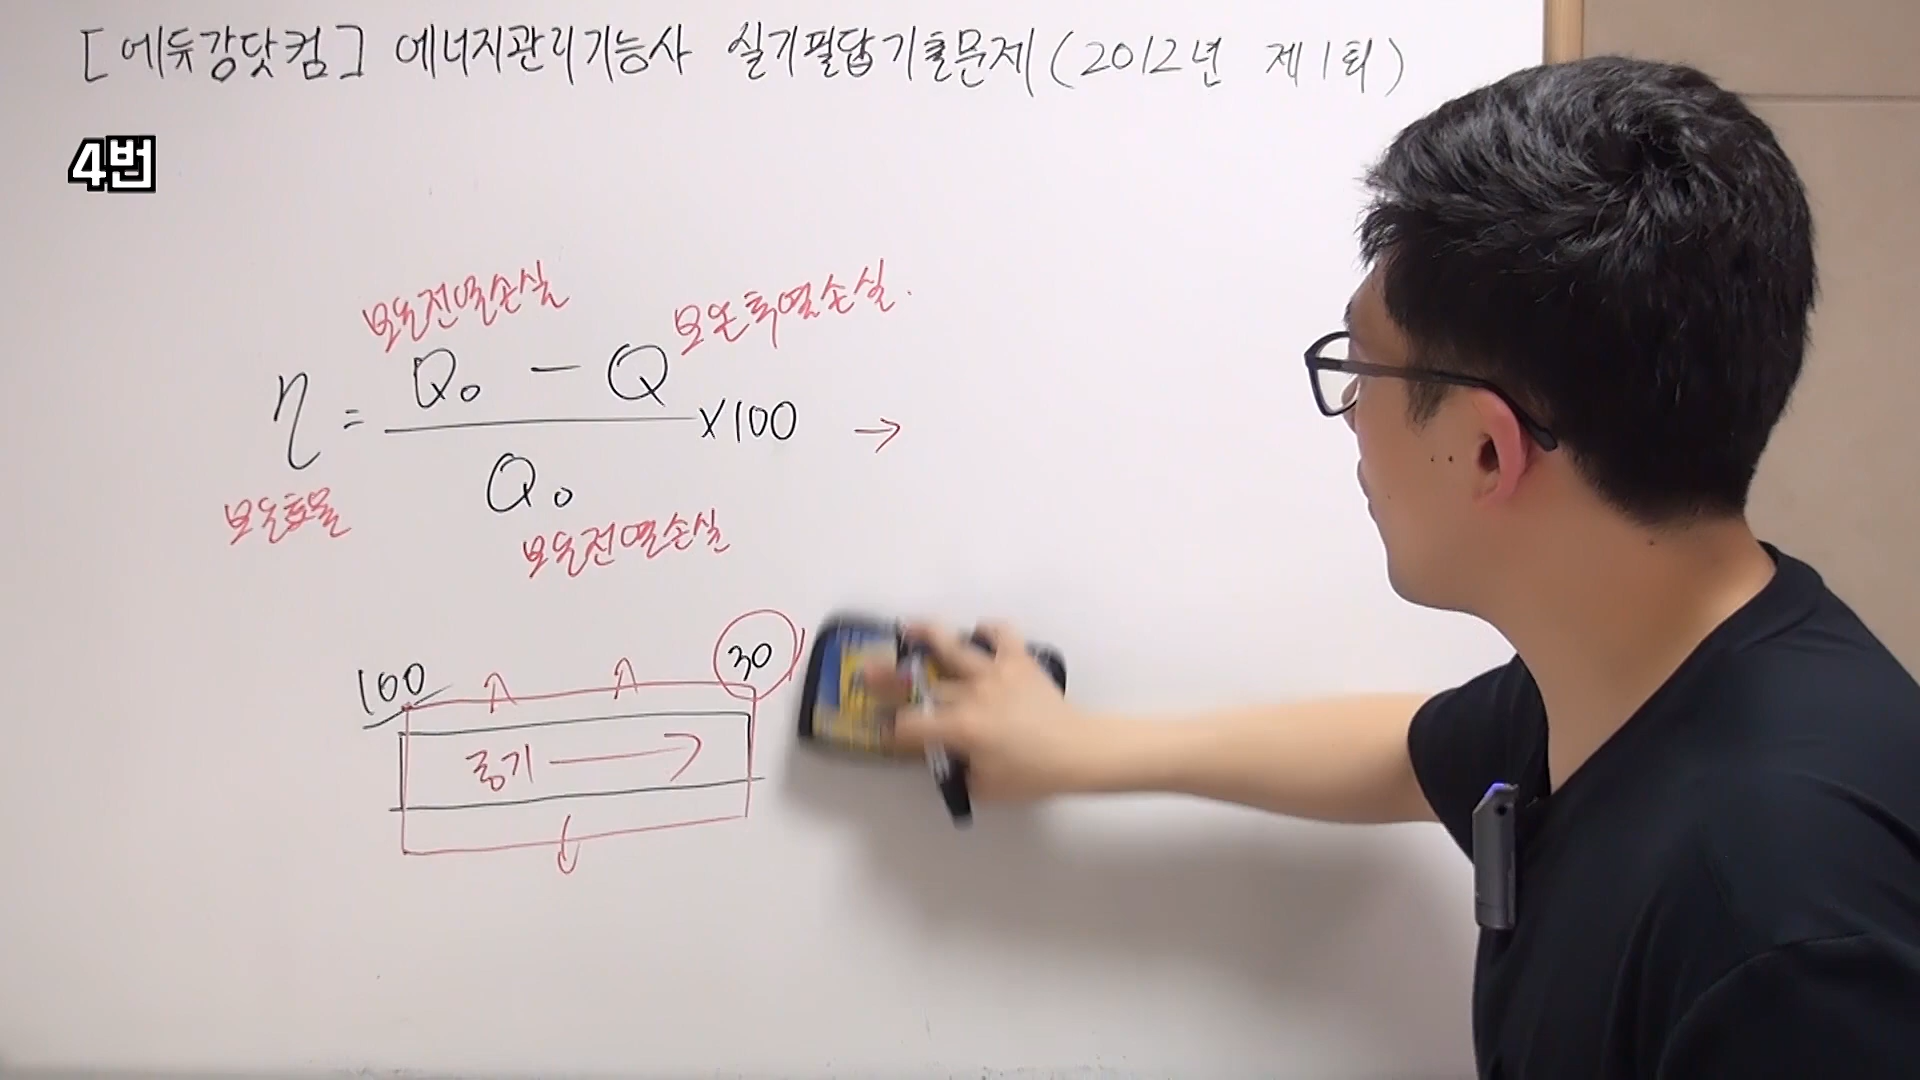 [에듀강닷컴] 에너지관리기능사 실기필답기출문제(2012년 제1회)
4번
보온전열손실
보온후열손실.
η = Q₀ - Q / Q₀ ×100 →
보온효율
보온전열손실
100
30
증기 →